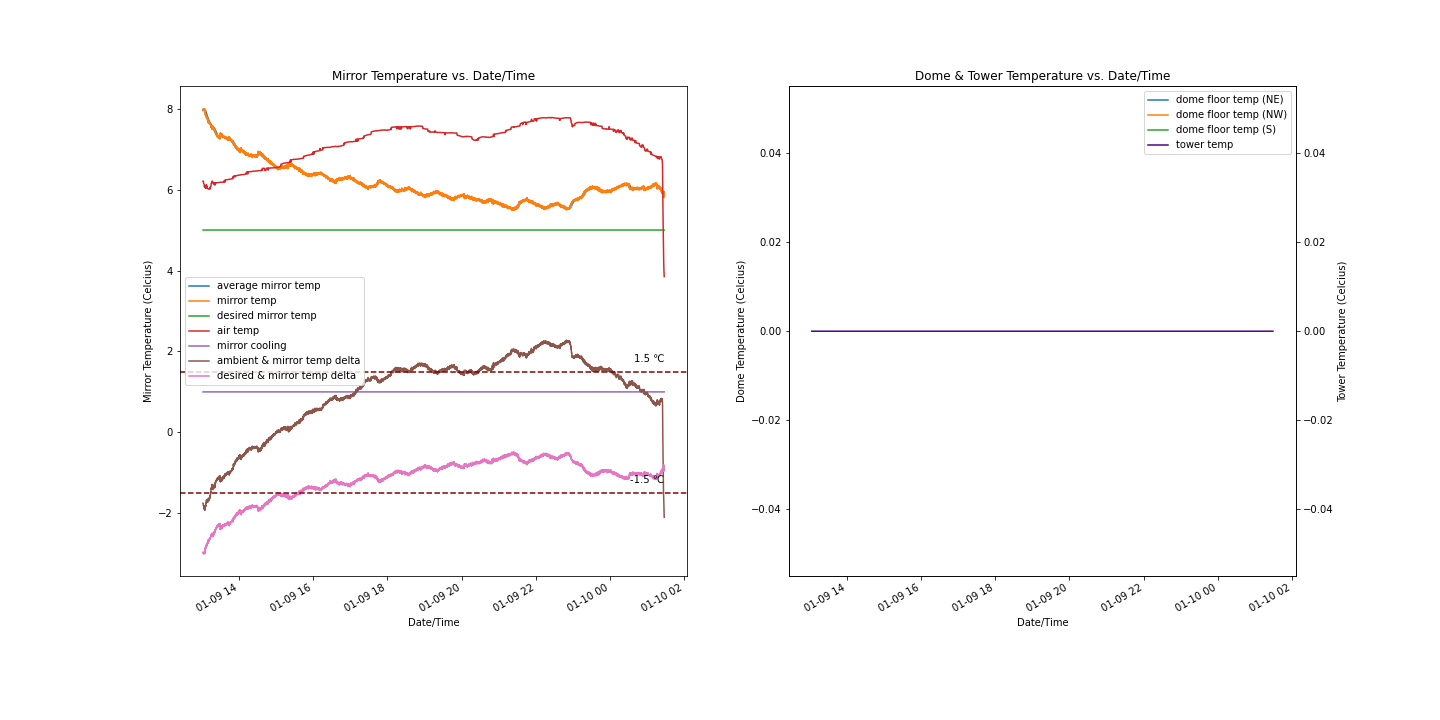 Mirror Temperature vs. Date/Time
Mirror Temperature (Celcius)
8
6
4
2
0
−2
average mirror temp
mirror temp
desired mirror temp
air temp
mirror cooling
ambient & mirror temp delta
desired & mirror temp delta
1.5 ℃
-1.5 ℃
01-09 14
01-09 16
01-09 18
01-09 20
01-09 22
01-10 00
01-10 02
Date/Time
Dome & Tower Temperature vs. Date/Time
Dome Temperature (Celcius)
0.04
0.02
0.00
−0.02
−0.04
dome floor temp (NE)
dome floor temp (NW)
dome floor temp (S)
tower temp
0.04
0.02
0.00
−0.02
−0.04
Tower Temperature (Celcius)
01-09 14
01-09 16
01-09 18
01-09 20
01-09 22
01-10 00
01-10 02
Date/Time